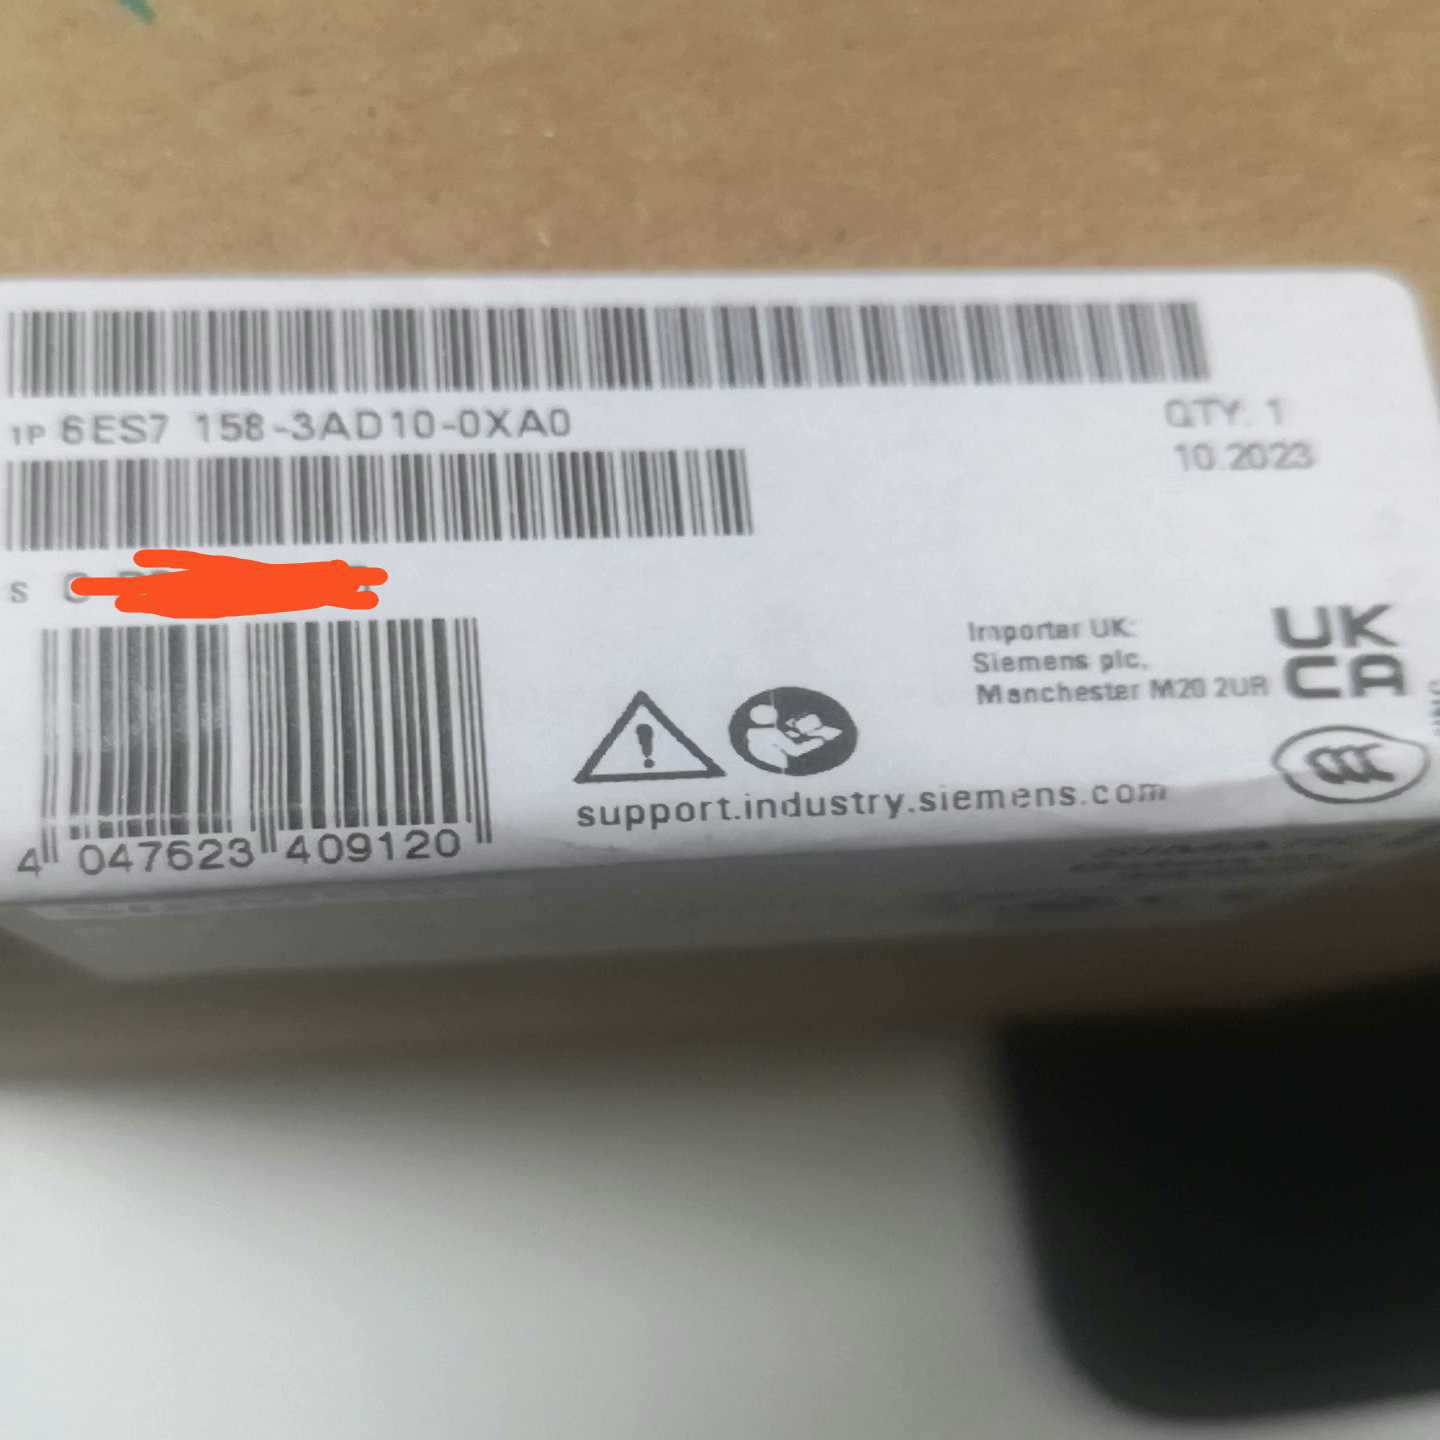 1P 6ES7 158-3AD10-0XA0
QTY: 1
10.2023
S
Importer UK:
Siemens plc.
Manchester M20 2UR
UK
CA
CCC
support.industry.siemens.com
4 047623 409120